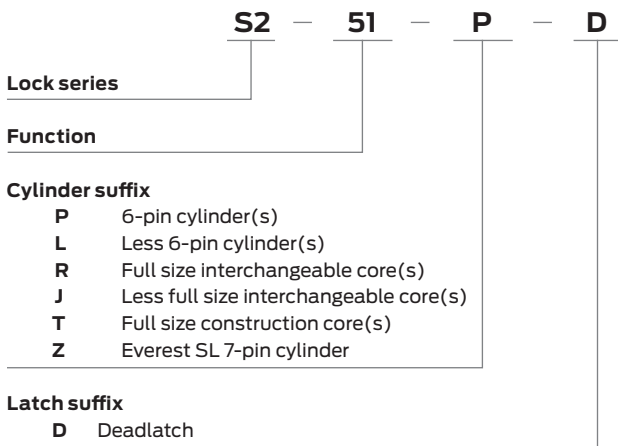 S2 — 51 — P — D
Lock series
Function
Cylinder suffix
P 6-pin cylinder(s)
L Less 6-pin cylinder(s)
R Full size interchangeable core(s)
J Less full size interchangeable core(s)
T Full size construction core(s)
Z Everest SL 7-pin cylinder
Latch suffix
D Deadlatch